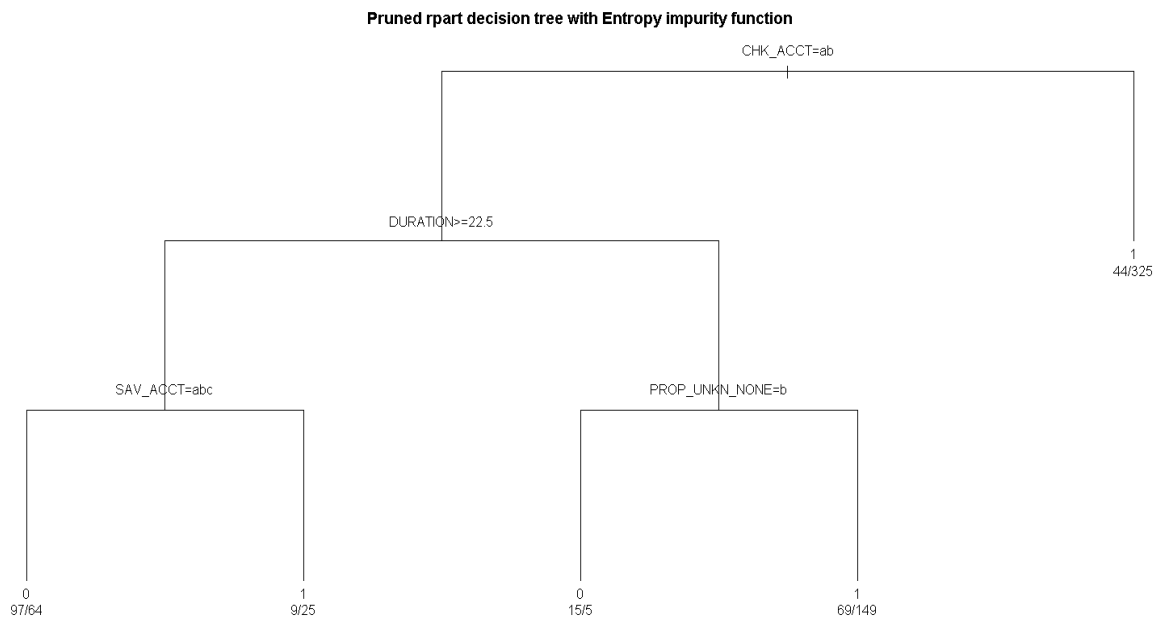 Pruned rpart decision tree with Entropy impurity function
CHK_ACCT=ab
DURATION>=22.5
1
44/325
SAV_ACCT=abc
PROP_UNKN_NONE=b
0
97/64
1
9/25
0
15/5
1
69/149